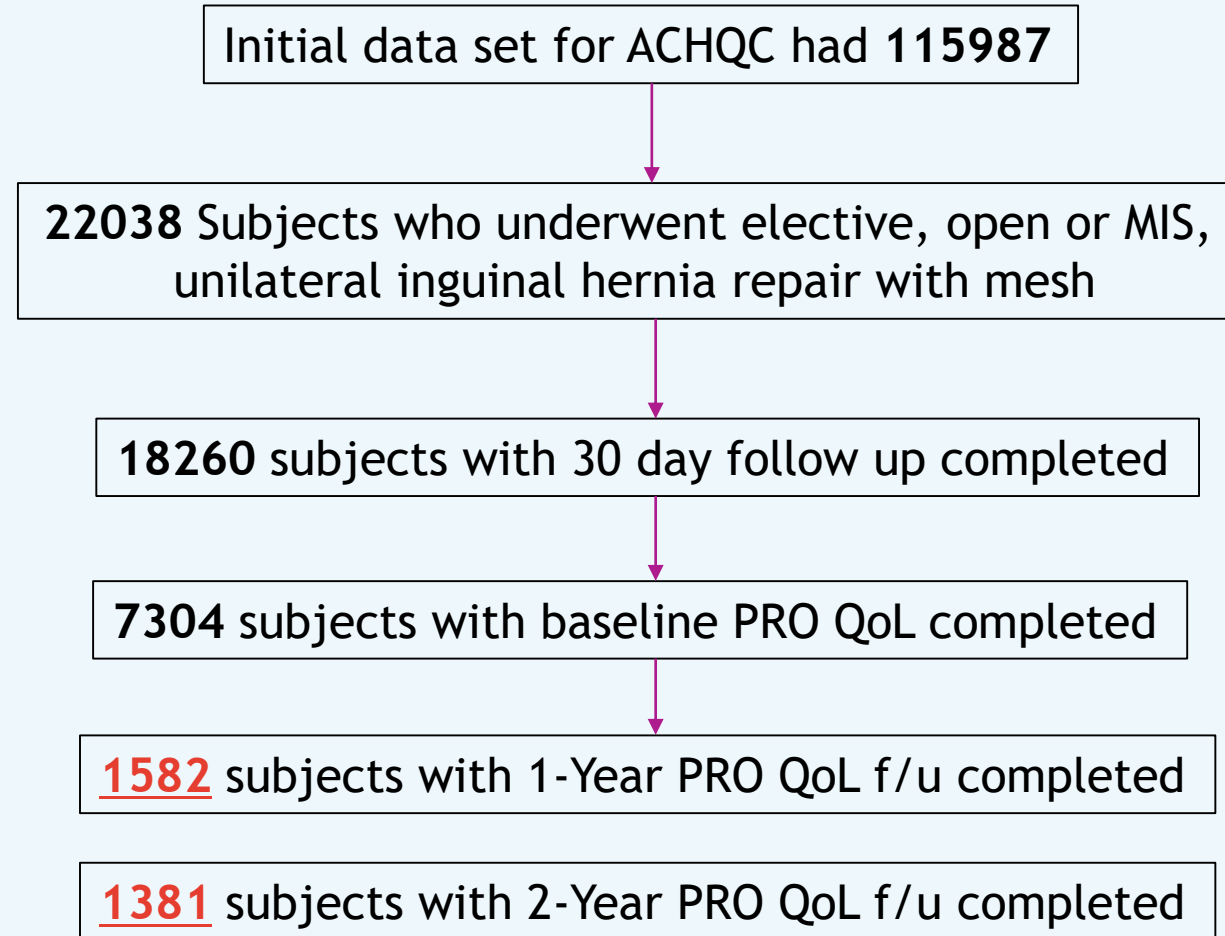 Initial data set for ACHQC had 115987
22038 Subjects who underwent elective, open or MIS,
unilateral inguinal hernia repair with mesh
18260 subjects with 30 day follow up completed
7304 subjects with baseline PRO QoL completed
1582 subjects with 1-Year PRO QoL f/u completed
1381 subjects with 2-Year PRO QoL f/u completed